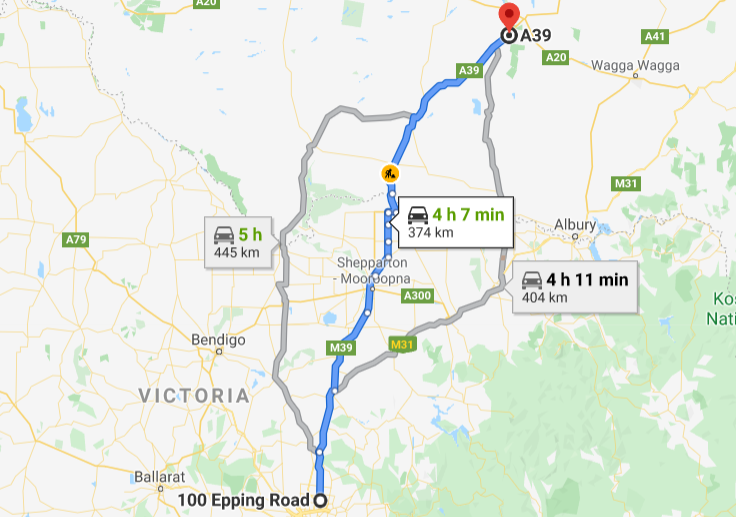 A20
A39
A41
A20
A39
Wagga Wagga
M31
4 h 7 min
374 km
5 h
445 km
A79
Albury
Shepparton
- Mooroopna
4 h 11 min
404 km
A300
Kos
Nati
M39
M31
Bendigo
VICTORIA
Ballarat
100 Epping Road